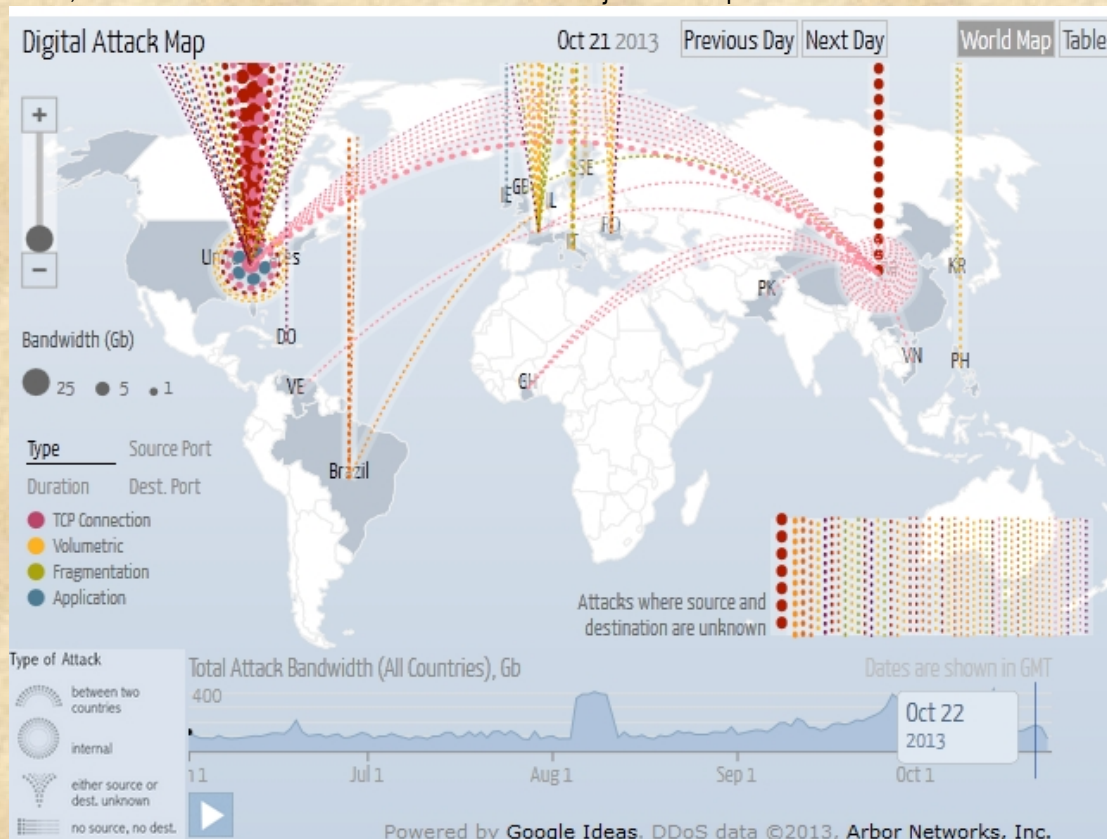 Digital Attack Map
Oct 21 2013
Previous Day
Next Day
World Map
Table
+
−
IE
GB
SE
IT
KR
PK
DO
VE
GH
VN
PH
Brazil
Bandwidth (Gb)
25 5 1
Type
Source Port
Duration
Dest. Port
TCP Connection
Volumetric
Fragmentation
Application
Attacks where source and
destination are unknown
Type of Attack
between two
countries
internal
either source or
dest. unknown
no source, no dest.
Total Attack Bandwidth (All Countries), Gb
Dates are shown in GMT
400
Oct 22
2013
Jul 1
Aug 1
Sep 1
Oct 1
Powered by Google Ideas, DDoS data ©2013, Arbor Networks, Inc.